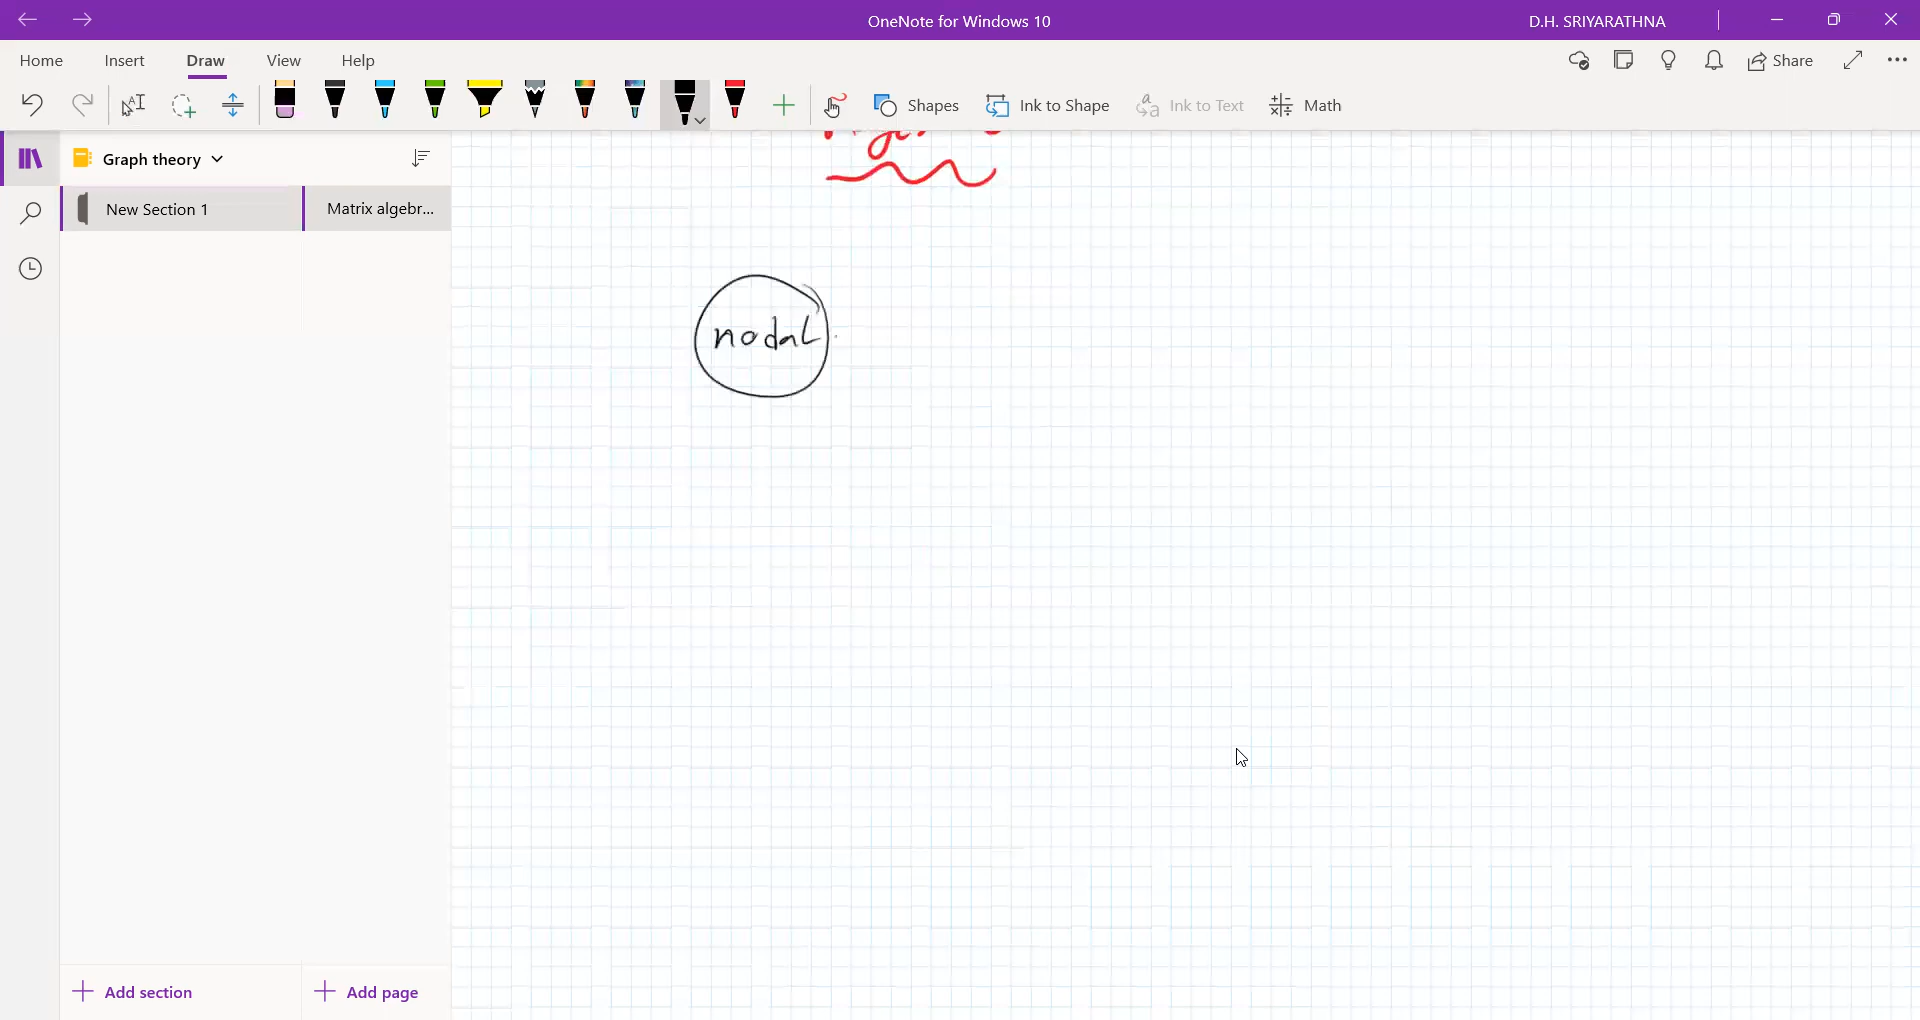 OneNote for Windows 10
D.H. SRIYARATHNA
Home Insert Draw View Help
Share
Shapes Ink to Shape Ink to Text Math
Graph theory
New Section 1
Matrix algebr...
nodal
Add section
Add page